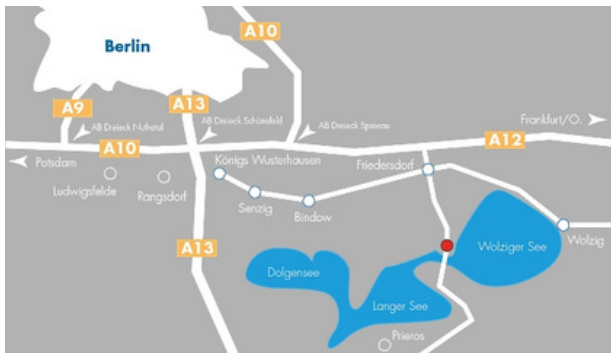 Berlin
A10
A9
A13
AB Dreieck Nuthetal
AB Dreieck Schönefeld
AB Dreieck Spreeau
Frankfurt/O.
A12
A10
Potsdam
Königs Wusterhausen
Friedersdorf
Ludwigsfelde
Rangsdorf
Senzig
Bindow
Wolzig
Wolziger See
A13
Dolgensee
Langer See
Prieros